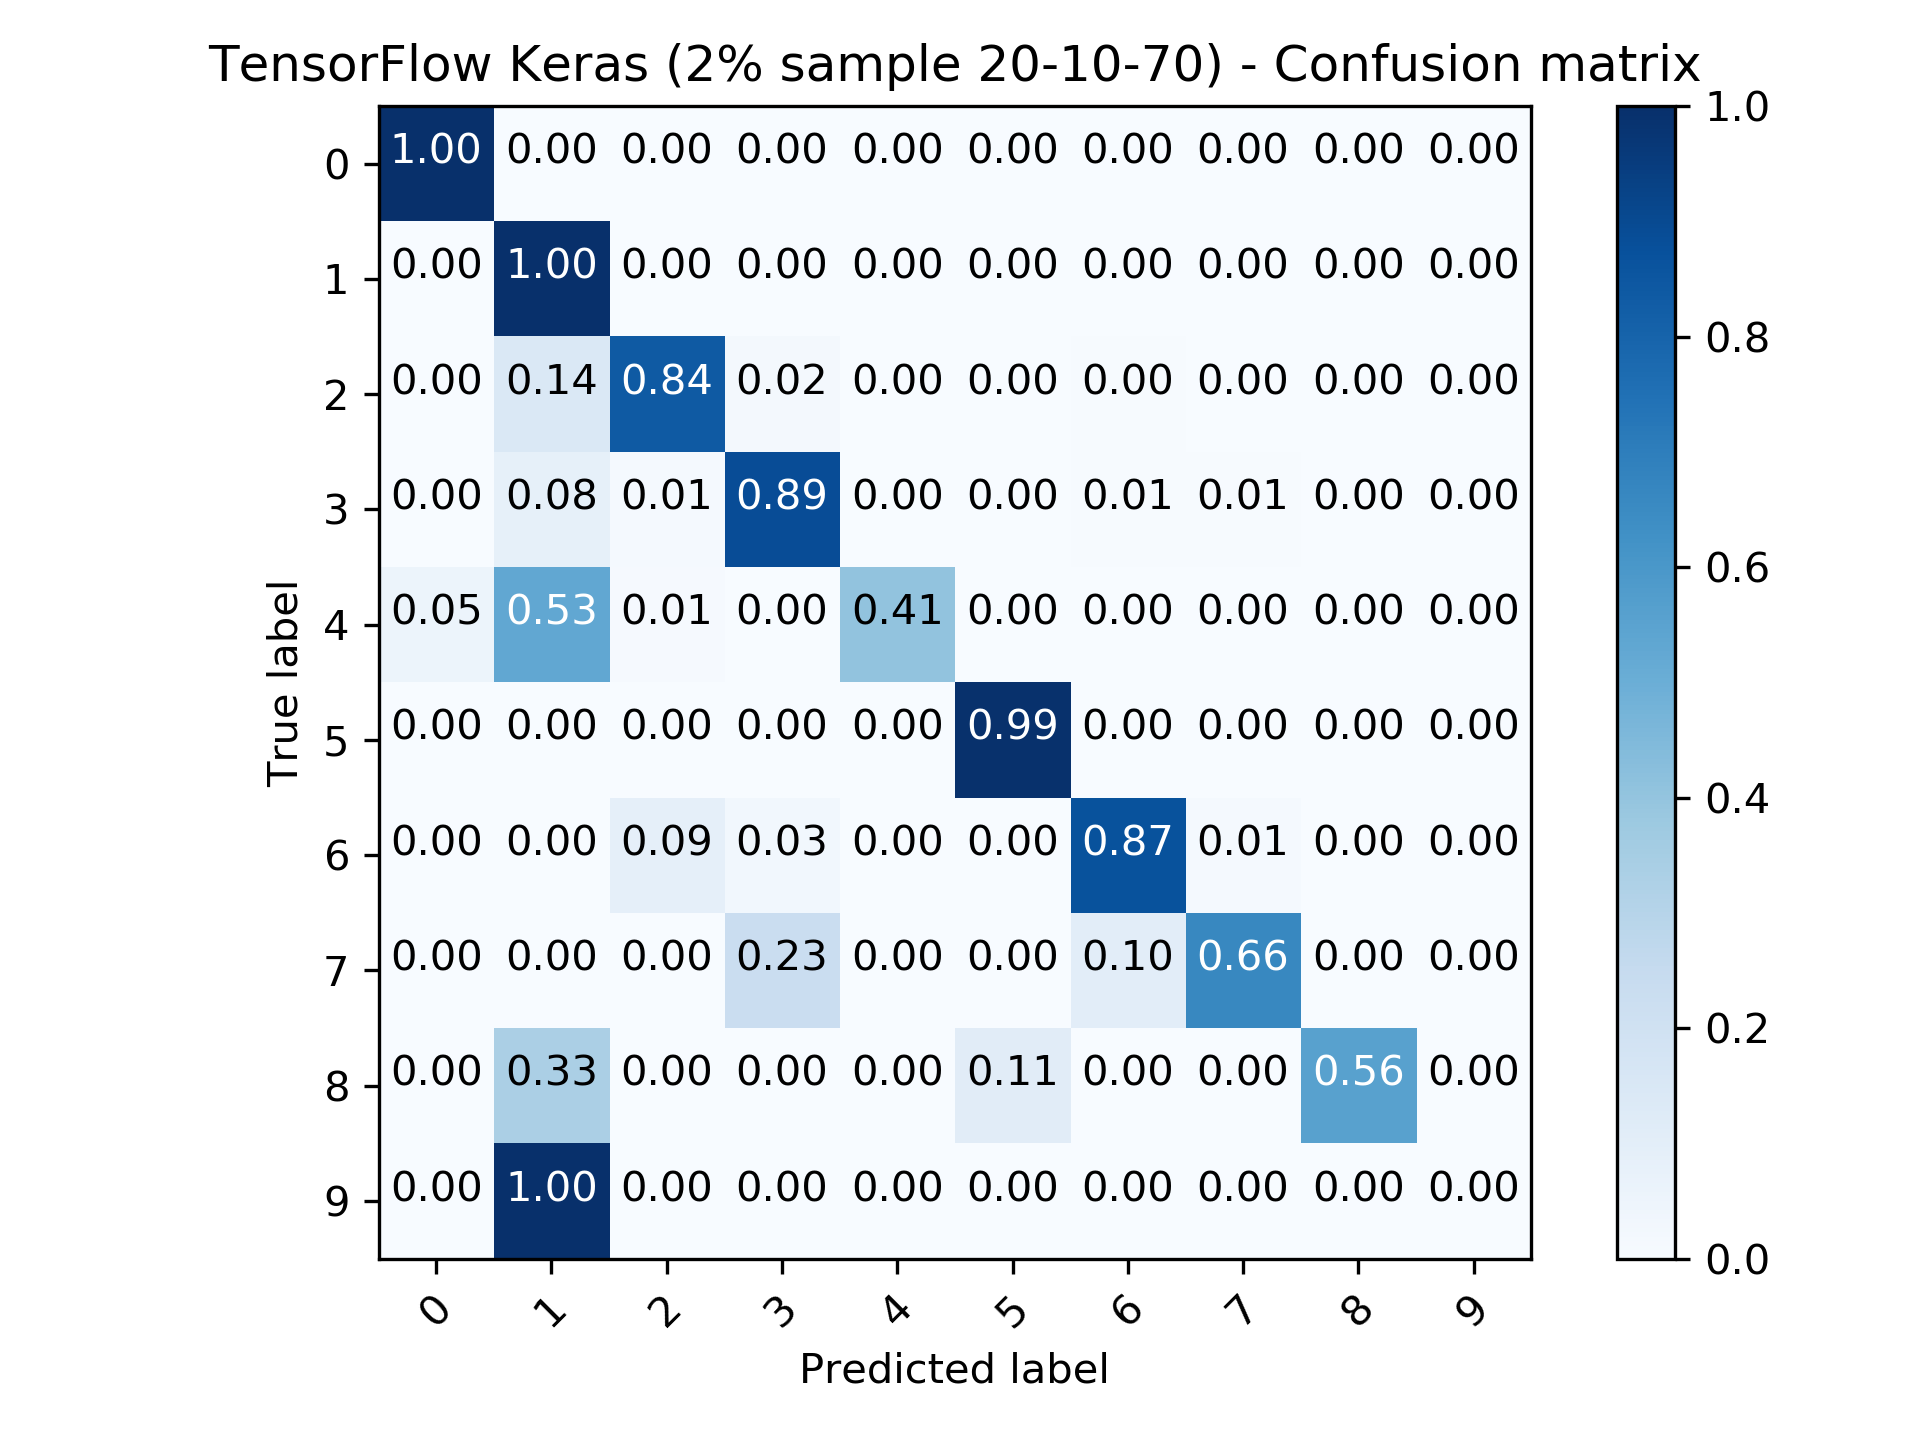 TensorFlow Keras (2% sample 20-10-70) - Confusion matrix
0 1.00 0.00 0.00 0.00 0.00 0.00 0.00 0.00 0.00 0.00
1 0.00 1.00 0.00 0.00 0.00 0.00 0.00 0.00 0.00 0.00
2 0.00 0.14 0.84 0.02 0.00 0.00 0.00 0.00 0.00 0.00
3 0.00 0.08 0.01 0.89 0.00 0.00 0.01 0.01 0.00 0.00
4 0.05 0.53 0.01 0.00 0.41 0.00 0.00 0.00 0.00 0.00
5 0.00 0.00 0.00 0.00 0.00 0.99 0.00 0.00 0.00 0.00
6 0.00 0.00 0.09 0.03 0.00 0.00 0.87 0.01 0.00 0.00
7 0.00 0.00 0.00 0.23 0.00 0.00 0.10 0.66 0.00 0.00
8 0.00 0.33 0.00 0.00 0.00 0.11 0.00 0.00 0.56 0.00
9 0.00 1.00 0.00 0.00 0.00 0.00 0.00 0.00 0.00 0.00
0 1 2 3 4 5 6 7 8 9
True label
Predicted label
1.0
0.8
0.6
0.4
0.2
0.0